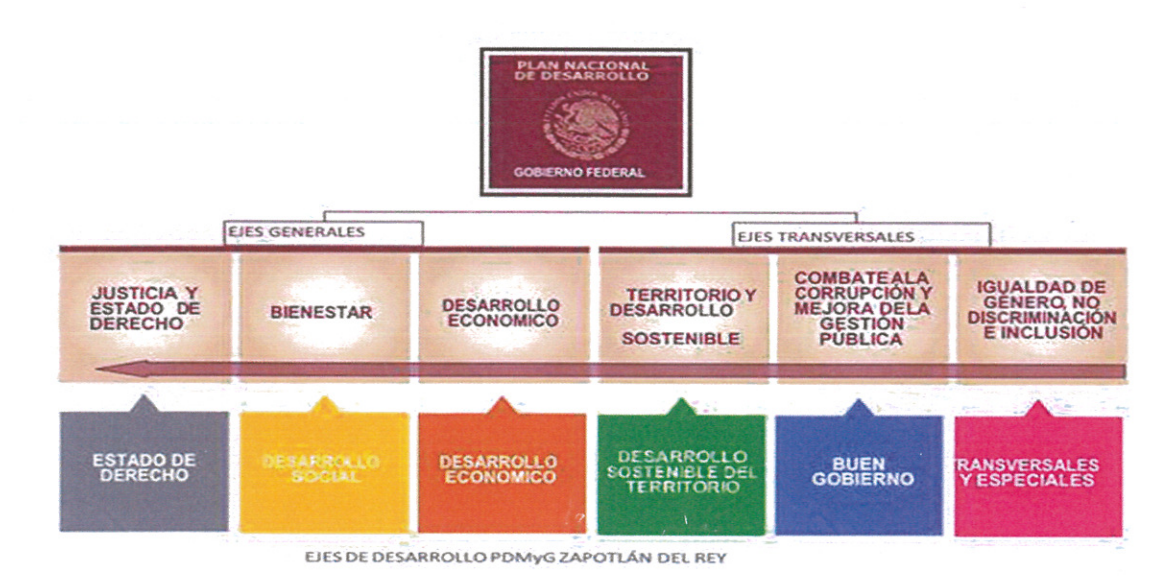 PLAN NACIONAL
DE DESARROLLO
GOBIERNO FEDERAL
EJES GENERALES
EJES TRANSVERSALES
JUSTICIA Y
ESTADO DE
DERECHO
BIENESTAR
DESARROLLO
ECONOMICO
TERRITORIO Y
DESARROLLO
SOSTENIBLE
COMBATE A LA
CORRUPCIÓN Y
MEJORA DE LA
GESTIÓN
PÚBLICA
IGUALDAD DE
GÉNERO, NO
DISCRIMINACIÓN
E INCLUSIÓN
ESTADO DE
DERECHO
DESARROLLO
SOCIAL
DESARROLLO
ECONOMICO
DESARROLLO
SOSTENIBLE DEL
TERRITORIO
BUEN
GOBIERNO
TRANSVERSALES
Y ESPECIALES
EJES DE DESARROLLO PDMyG ZAPOTLÁN DEL REY